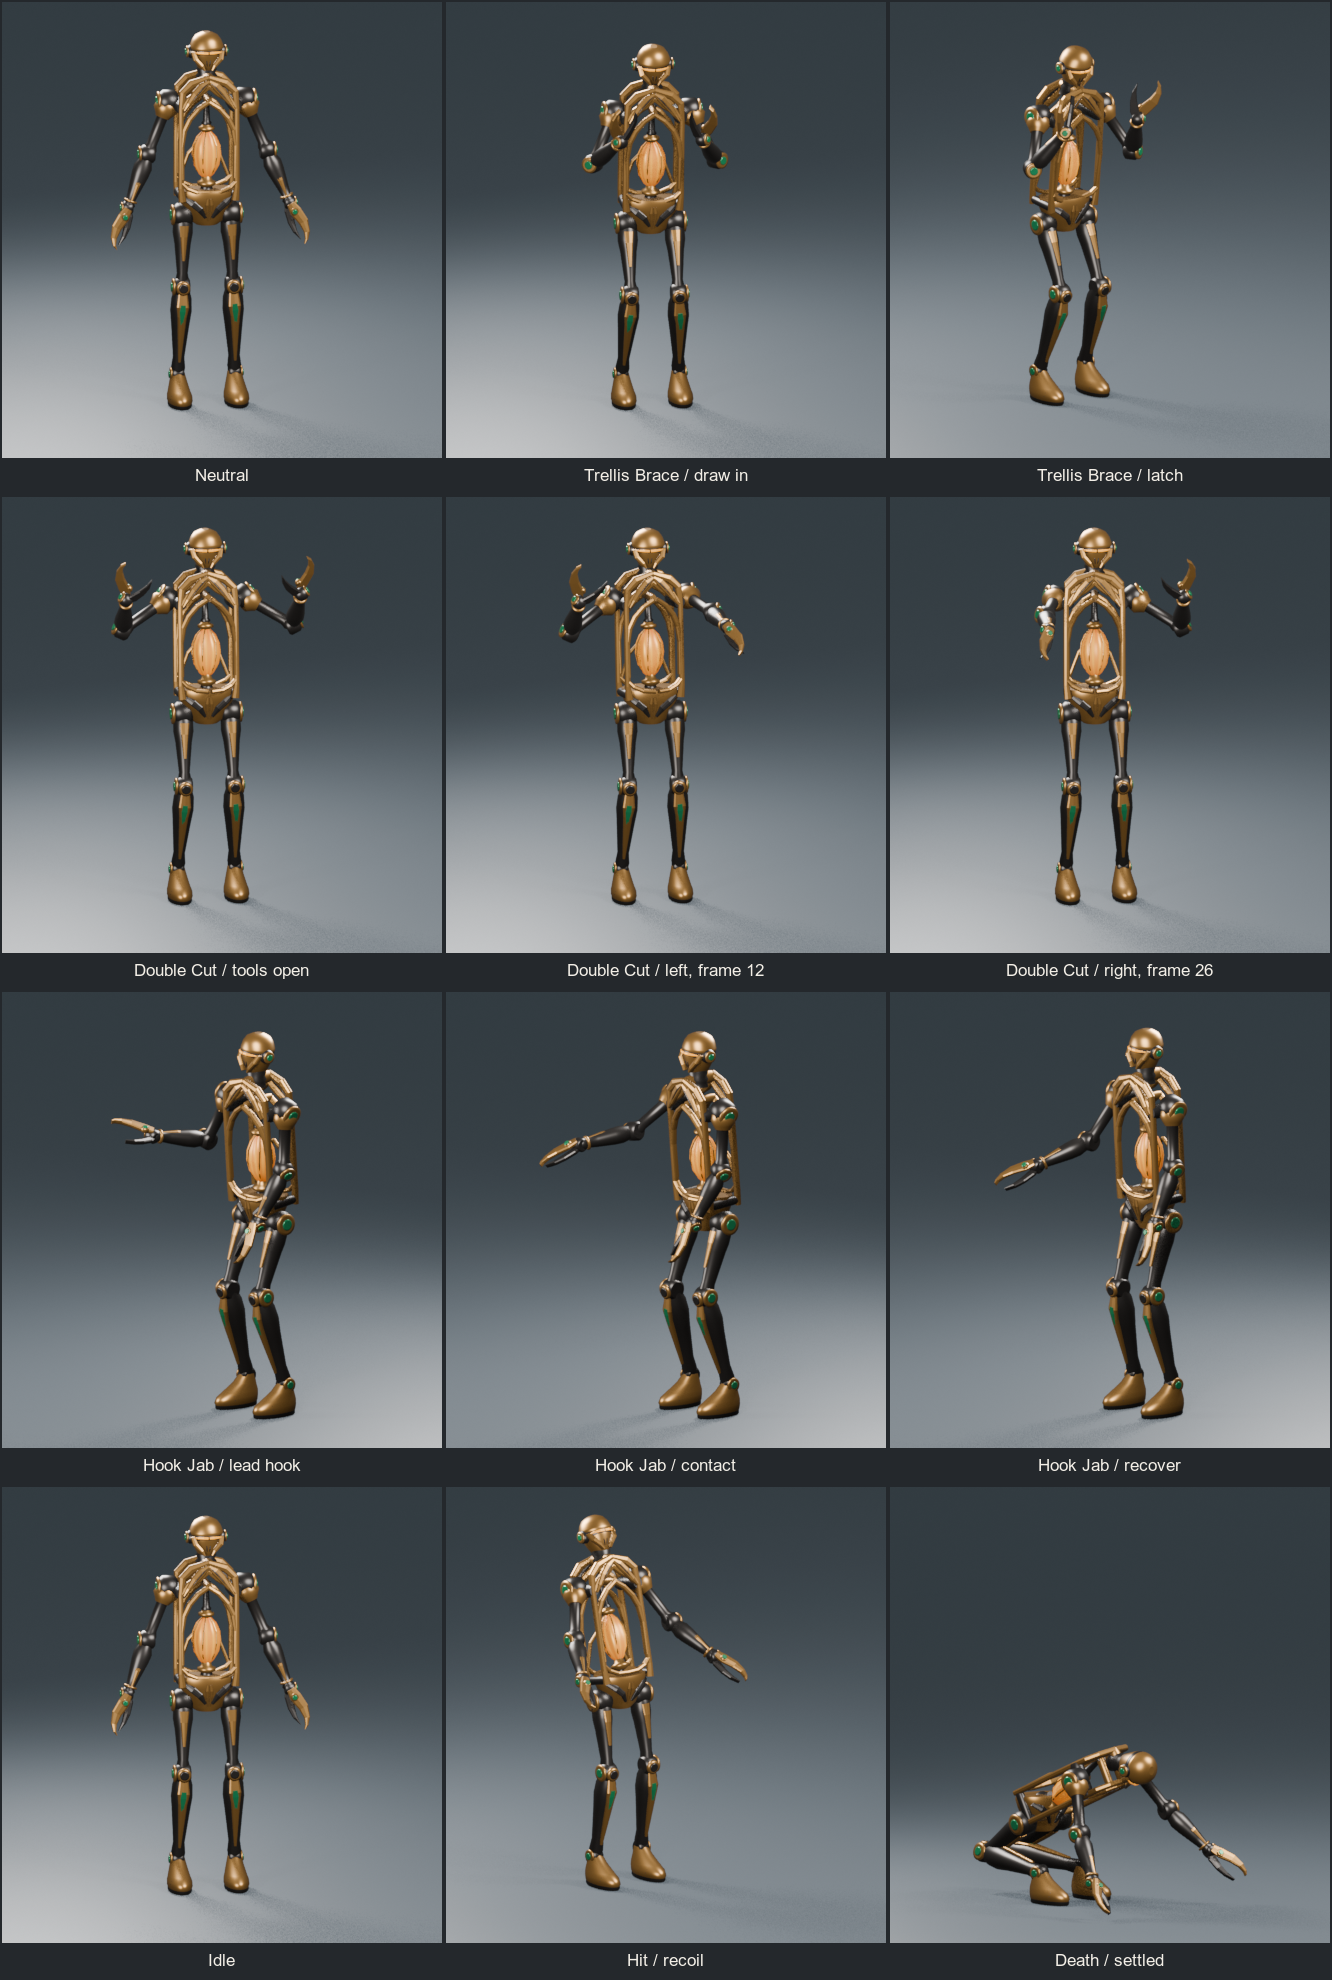 Neutral
Trellis Brace / draw in
Trellis Brace / latch
Double Cut / tools open
Double Cut / left, frame 12
Double Cut / right, frame 26
Hook Jab / lead hook
Hook Jab / contact
Hook Jab / recover
Idle
Hit / recoil
Death / settled